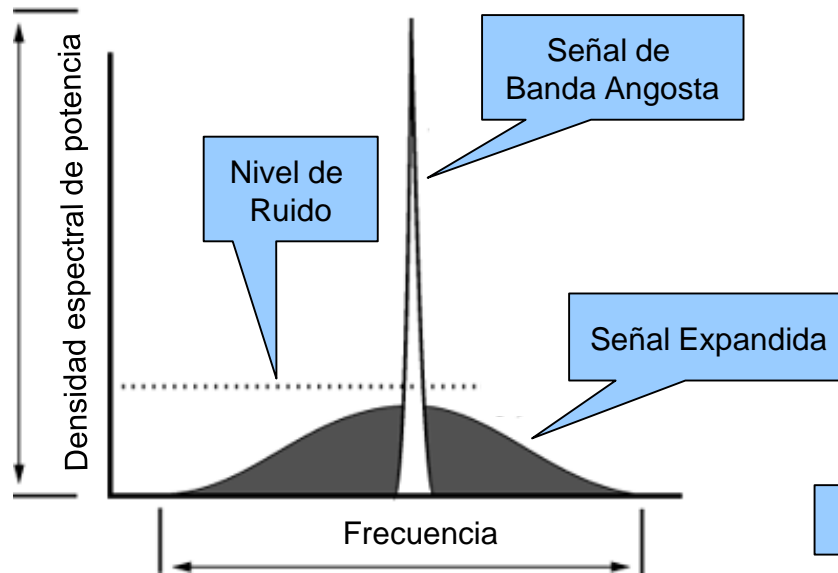 Señal de
Banda Angosta
Nivel de
Ruido
Señal Expandida
Densidad espectral de potencia
Frecuencia